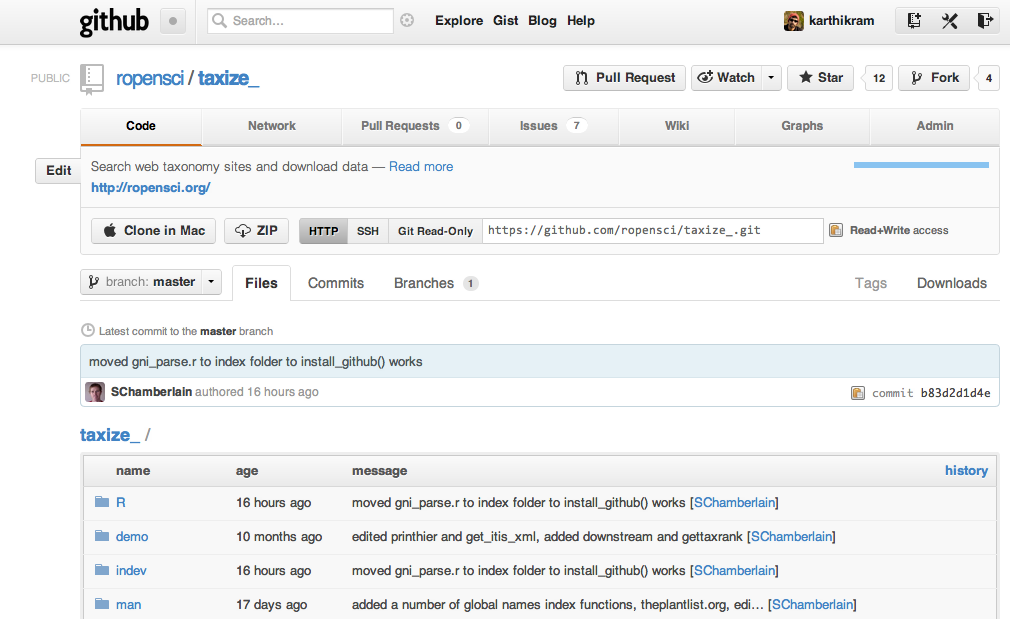 github Search... Explore Gist Blog Help karthikram
PUBLIC ropensci / taxize_ Pull Request Watch Star 12 Fork 4
Code Network Pull Requests 0 Issues 7 Wiki Graphs Admin
Edit Search web taxonomy sites and download data — Read more
http://ropensci.org/
Clone in Mac ZIP HTTP SSH Git Read-Only https://github.com/ropensci/taxize_.git Read+Write access
branch: master Files Commits Branches 1 Tags Downloads
Latest commit to the master branch
moved gni_parse.r to index folder to install_github() works
SChamberlain authored 16 hours ago commit b83d2d1d4e
taxize_ /
name age message history
R 16 hours ago moved gni_parse.r to index folder to install_github() works [SChamberlain]
demo 10 months ago edited printhier and get_itis_xml, added downstream and gettaxrank [SChamberlain]
indev 16 hours ago moved gni_parse.r to index folder to install_github() works [SChamberlain]
man 17 days ago added a number of global names index functions, theplantlist.org, edi... [SChamberlain]